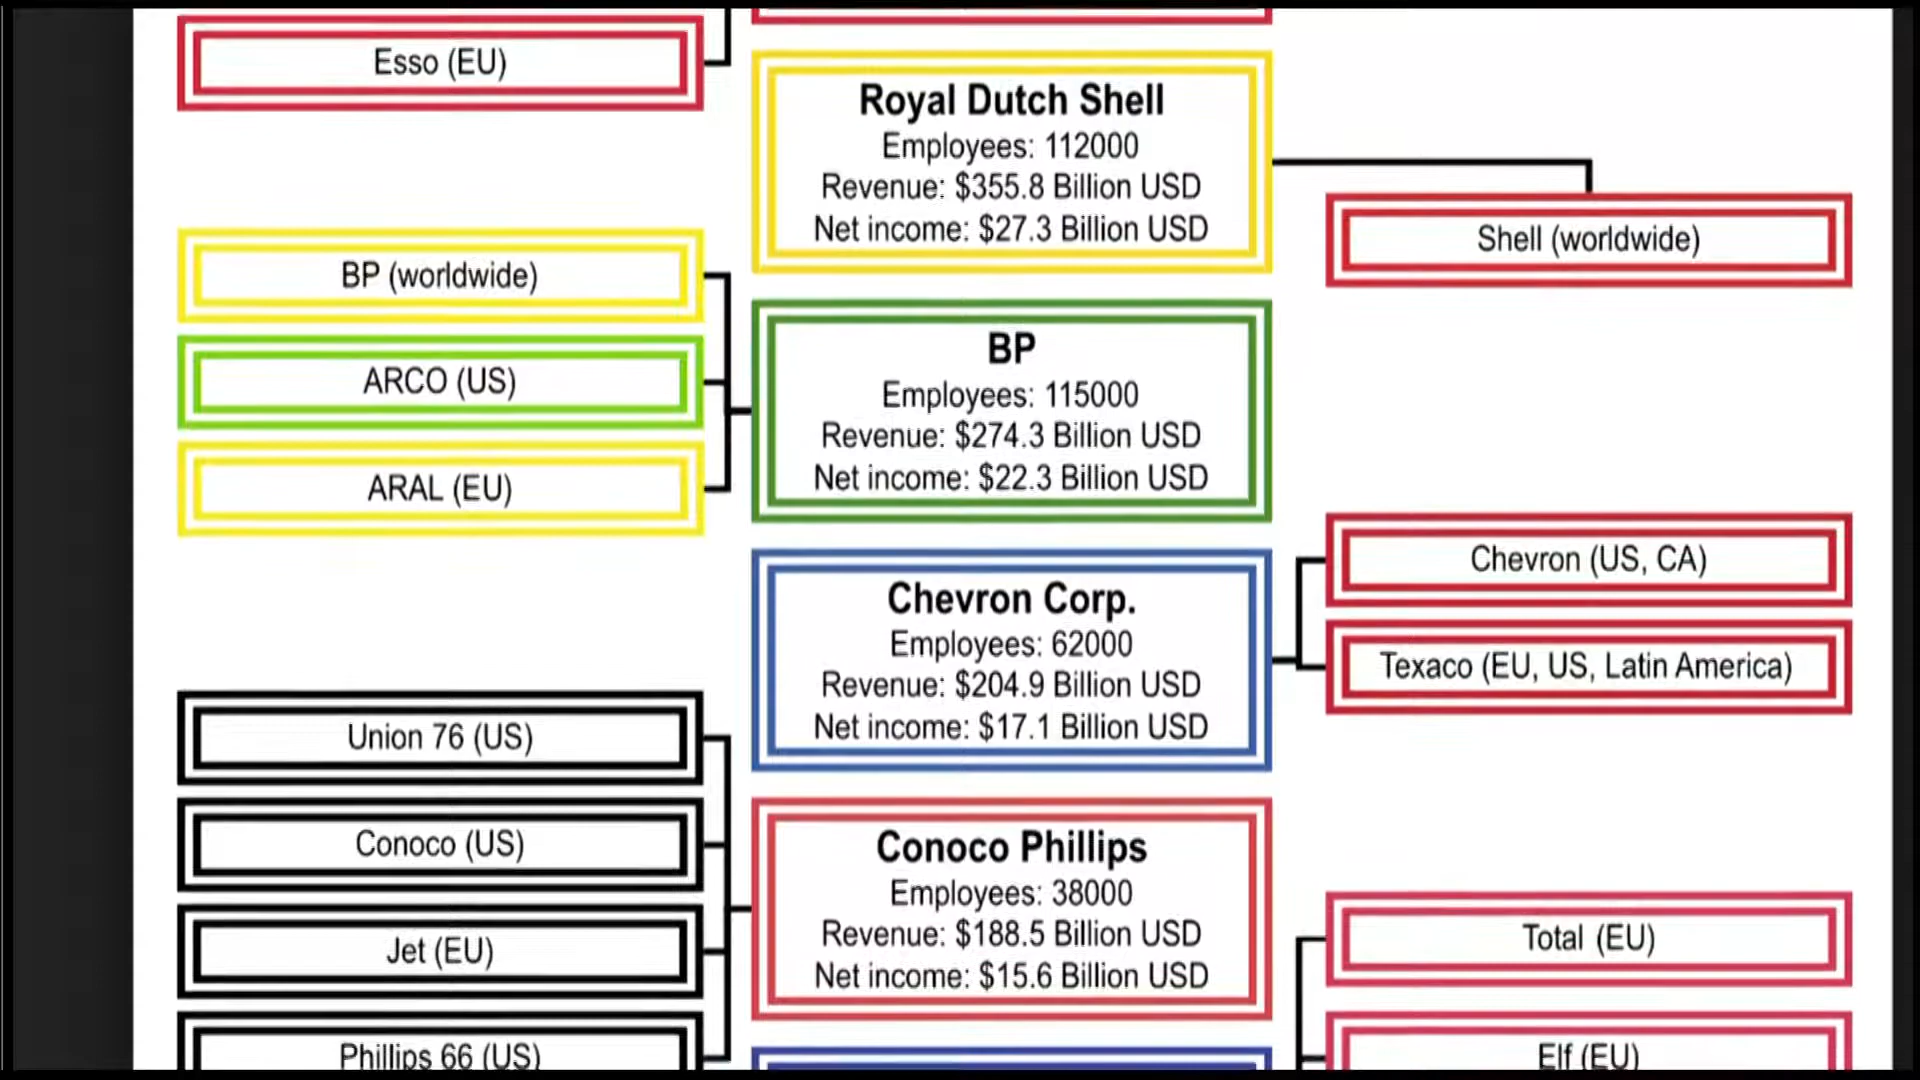 Esso (EU)
Royal Dutch Shell
Employees: 112000
Revenue: $355.8 Billion USD
Net income: $27.3 Billion USD
Shell (worldwide)
BP (worldwide)
ARCO (US)
ARAL (EU)
BP
Employees: 115000
Revenue: $274.3 Billion USD
Net income: $22.3 Billion USD
Chevron Corp.
Employees: 62000
Revenue: $204.9 Billion USD
Net income: $17.1 Billion USD
Chevron (US, CA)
Texaco (EU, US, Latin America)
Union 76 (US)
Conoco (US)
Jet (EU)
Phillips 66 (US)
Conoco Phillips
Employees: 38000
Revenue: $188.5 Billion USD
Net income: $15.6 Billion USD
Total (EU)
Elf (EU)